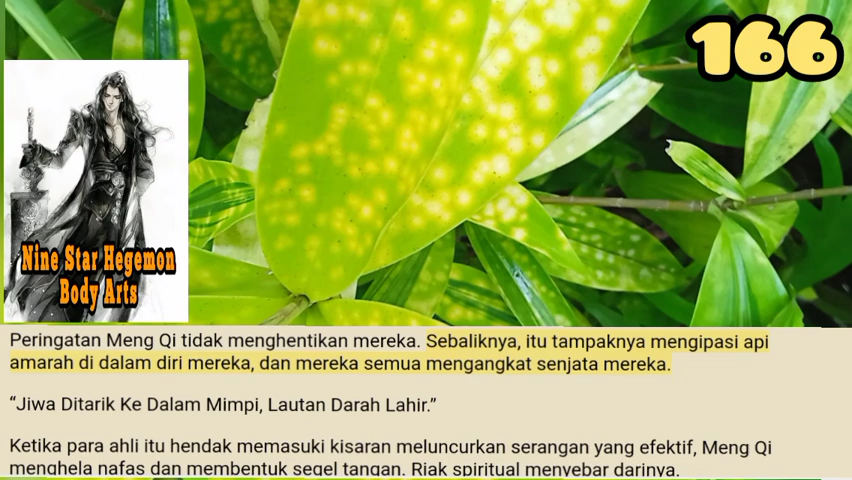 166
Nine Star Hegemon
Body Arts
Peringatan Meng Qi tidak menghentikan mereka. Sebaliknya, itu tampaknya mengipasi api
amarah di dalam diri mereka, dan mereka semua mengangkat senjata mereka.
“Jiwa Ditarik Ke Dalam Mimpi, Lautan Darah Lahir.”
Ketika para ahli itu hendak memasuki kisaran meluncurkan serangan yang efektif, Meng Qi
menghela nafas dan membentuk segel tangan. Riak spiritual menyebar darinya.